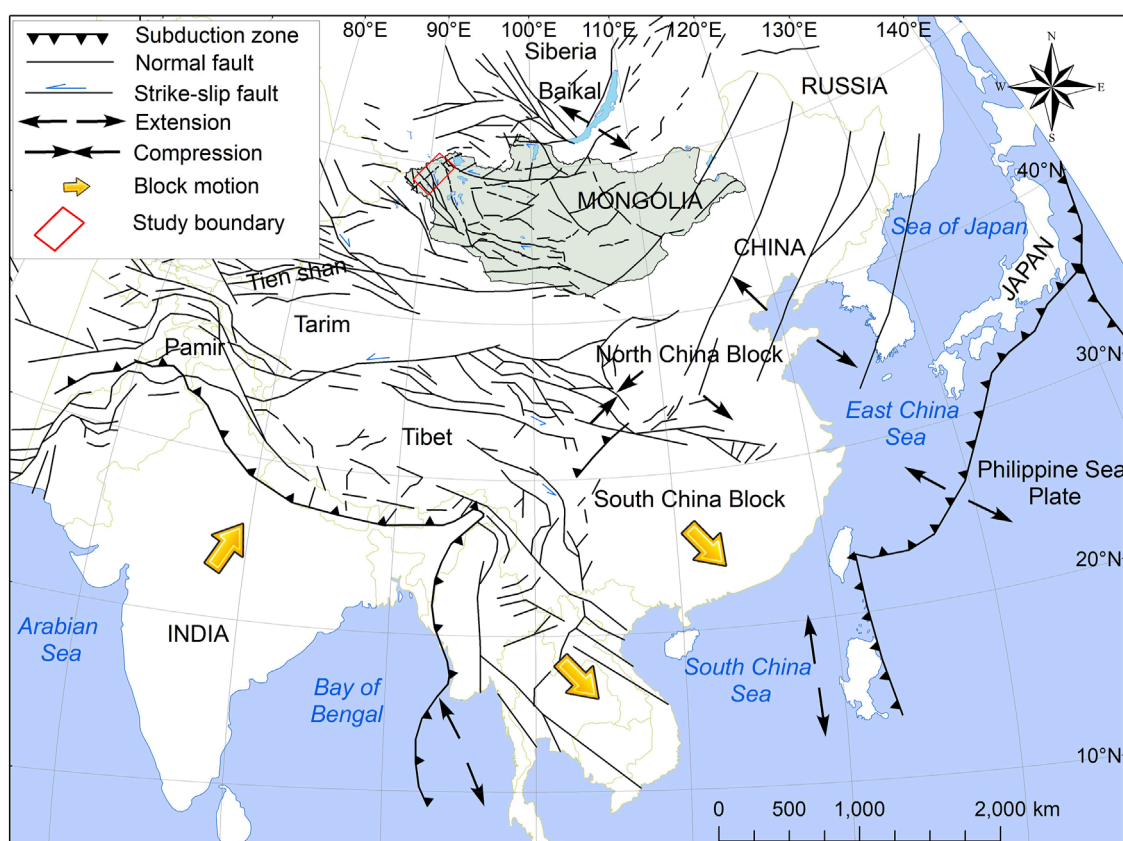 Subduction zone
Normal fault
Strike-slip fault
Extension
Compression
Block motion
Study boundary
80°E
90°E
100°E
110°E
120°E
130°E
140°E
N
W
E
S
Siberia
Baikal
RUSSIA
40°N
MONGOLIA
Sea of Japan
CHINA
JAPAN
Tien shan
Tarim
Pamir
North China Block
30°N
East China
Sea
Tibet
Philippine Sea
Plate
South China Block
20°N
Arabian
Sea
INDIA
South China
Sea
Bay of
Bengal
10°N
0 500 1,000 2,000 km